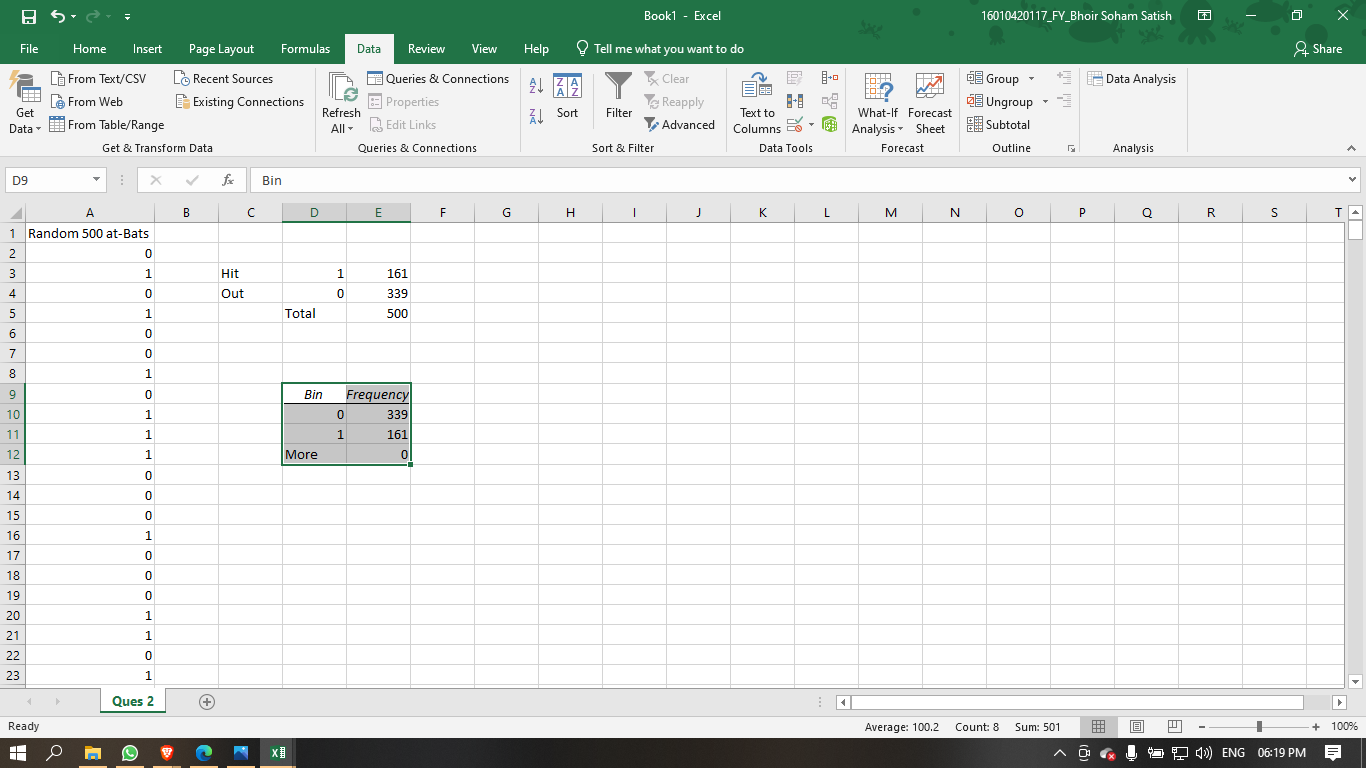 Book1 - Excel
16010420117_FY_Bhoir Soham Satish
File Home Insert Page Layout Formulas Data Review View Help Tell me what you want to do Share
Get Data
From Text/CSV
From Web
From Table/Range
Recent Sources
Existing Connections
Get & Transform Data
Refresh All
Queries & Connections
Properties
Edit Links
Queries & Connections
Sort
Filter
Clear
Reapply
Advanced
Sort & Filter
Text to Columns
Data Tools
What-If Analysis
Forecast Sheet
Forecast
Group
Ungroup
Subtotal
Outline
Data Analysis
Analysis
D9 fx Bin
A B C D E F G H I J K L M N O P Q R S T
1 Random 500 at-Bats
2 0
3 1 Hit 1 161
4 0 Out 0 339
5 1 Total 500
6 0
7 0
8 1
9 0 Bin Frequency
10 1 0 339
11 1 1 161
12 1 More 0
13 0
14 0
15 0
16 1
17 0
18 0
19 0
20 1
21 1
22 0
23 1
Ques 2
Ready Average: 100.2 Count: 8 Sum: 501 100%
ENG 06:19 PM